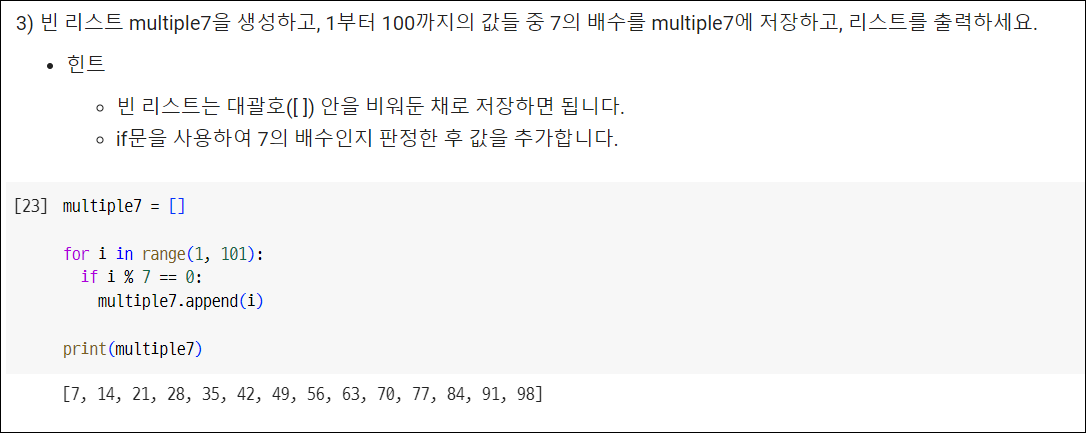 3) 빈 리스트 multiple7을 생성하고, 1부터 100까지의 값들 중 7의 배수를 multiple7에 저장하고, 리스트를 출력하세요.
• 힌트
○ 빈 리스트는 대괄호([ ]) 안을 비워둔 채로 저장하면 됩니다.
○ if문을 사용하여 7의 배수인지 판정한 후 값을 추가합니다.
[23] multiple7 = []
for i in range(1, 101):
  if i % 7 == 0:
    multiple7.append(i)
print(multiple7)
[7, 14, 21, 28, 35, 42, 49, 56, 63, 70, 77, 84, 91, 98]